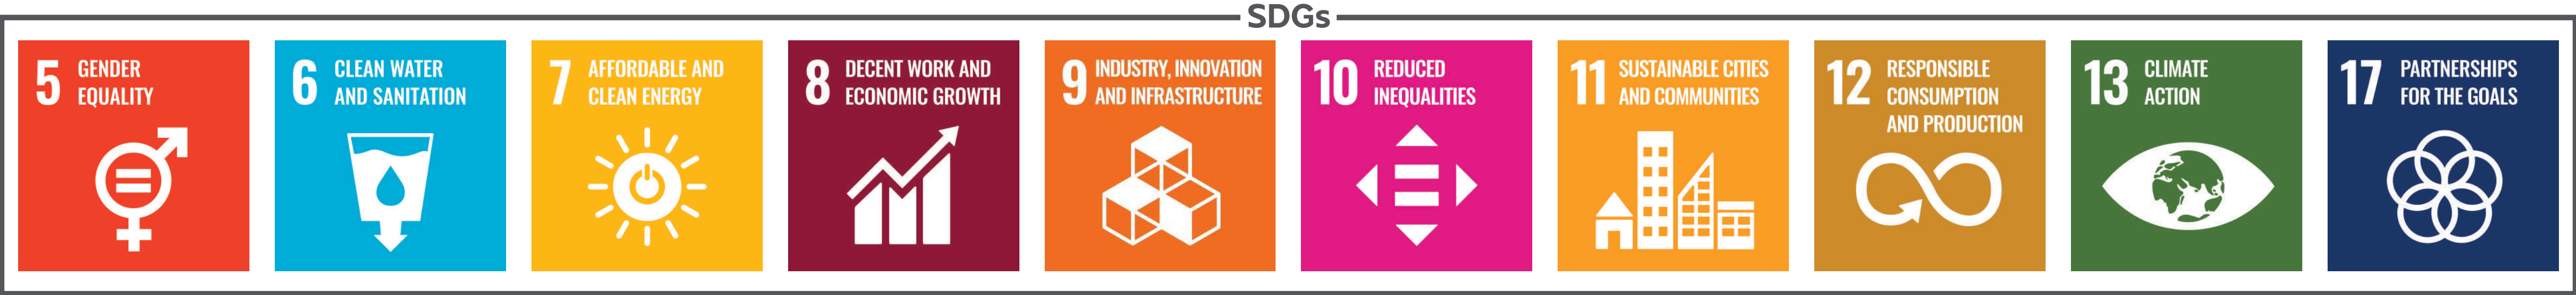 SDGs
5 GENDER
EQUALITY
6 CLEAN WATER
AND SANITATION
7 AFFORDABLE AND
CLEAN ENERGY
8 DECENT WORK AND
ECONOMIC GROWTH
9 INDUSTRY, INNOVATION
AND INFRASTRUCTURE
10 REDUCED
INEQUALITIES
11 SUSTAINABLE CITIES
AND COMMUNITIES
12 RESPONSIBLE
CONSUMPTION
AND PRODUCTION
13 CLIMATE
ACTION
17 PARTNERSHIPS
FOR THE GOALS